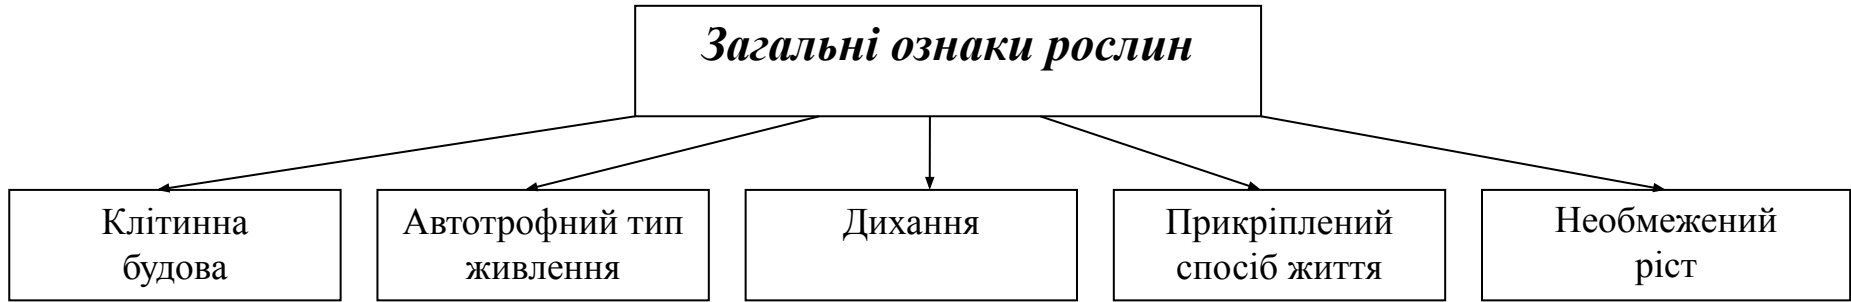 Загальні ознаки рослин
Клітинна
будова
Автотрофний тип
живлення
Дихання
Прикріплений
спосіб життя
Необмежений
ріст